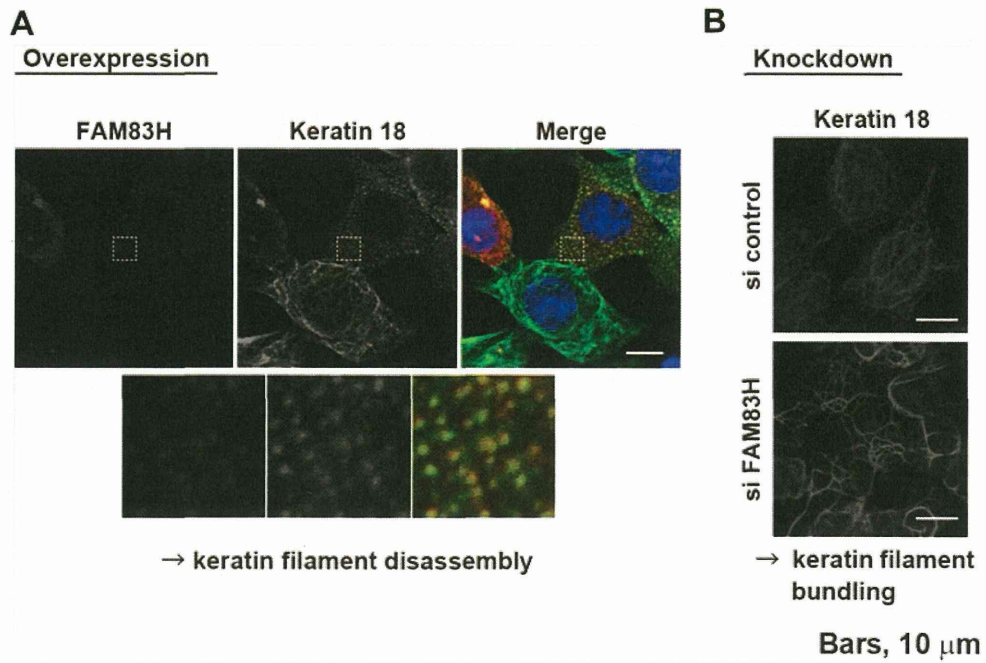 A
Overexpression
FAM83H
Keratin 18
Merge
→ keratin filament disassembly
B
Knockdown
Keratin 18
si control
si FAM83H
→ keratin filament
bundling
Bars, 10 μm